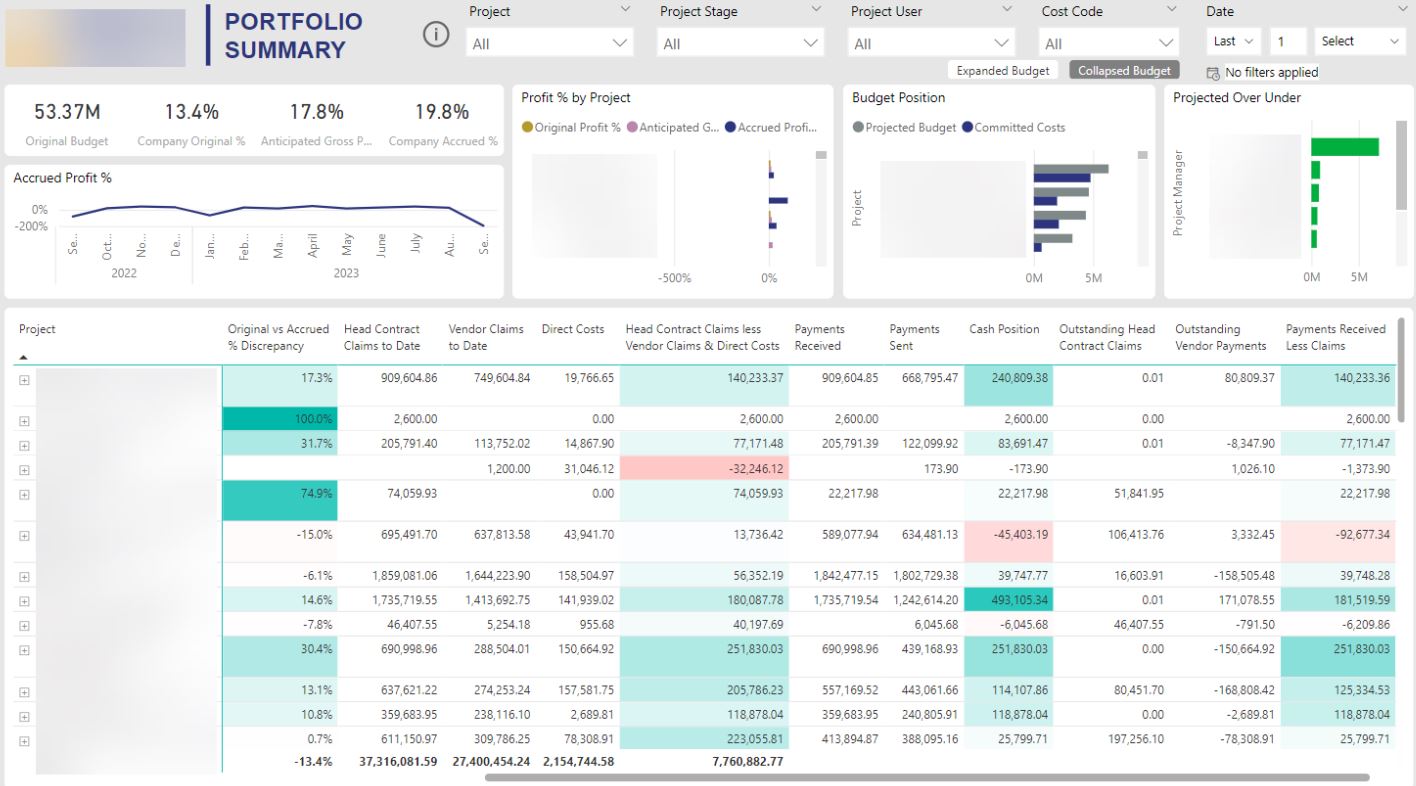 PORTFOLIO
SUMMARY
Project
All
Project Stage
All
Project User
All
Cost Code
All
Date
Last
1
Select
Expanded Budget
Collapsed Budget
No filters applied
53.37M
Original Budget
13.4%
Company Original %
17.8%
Anticipated Gross P...
19.8%
Company Accrued %
Accrued Profit %
0%
-200%
Se...
Oct...
No...
De...
Jan...
Feb...
Ma...
April
May
June
July
Au...
Se...
2022
2023
Profit % by Project
Original Profit %
Anticipated G...
Accrued Profi...
-500%
0%
Budget Position
Projected Budget
Committed Costs
Project
0M
5M
Projected Over Under
Project Manager
0M
5M
Project
Original vs Accrued
% Discrepancy
Head Contract
Claims to Date
Vendor Claims
to Date
Direct Costs
Head Contract Claims less
Vendor Claims & Direct Costs
Payments
Received
Payments
Sent
Cash Position
Outstanding Head
Contract Claims
Outstanding
Vendor Payments
Payments Received
Less Claims
17.3% 909,604.86 749,604.84 19,766.65 140,233.37 909,604.85 668,795.47 240,809.38 0.01 80,809.37 140,233.36
100.0% 2,600.00 0.00 2,600.00 2,600.00 2,600.00 0.00 2,600.00
31.7% 205,791.40 113,752.02 14,867.90 77,171.48 205,791.39 122,099.92 83,691.47 0.01 -8,347.90 77,171.47
1,200.00 31,046.12 -32,246.12 173.90 -173.90 1,026.10 -1,373.90
74.9% 74,059.93 0.00 74,059.93 22,217.98 22,217.98 51,841.95 22,217.98
-15.0% 695,491.70 637,813.58 43,941.70 13,736.42 589,077.94 634,481.13 -45,403.19 106,413.76 3,332.45 -92,677.34
-6.1% 1,859,081.06 1,644,223.90 158,504.97 56,352.19 1,842,477.15 1,802,729.38 39,747.77 16,603.91 -158,505.48 39,748.28
14.6% 1,735,719.55 1,413,692.75 141,939.02 180,087.78 1,735,719.54 1,242,614.20 493,105.34 0.01 171,078.55 181,519.59
-7.8% 46,407.55 5,254.18 955.68 40,197.69 6,045.68 -6,045.68 46,407.55 -791.50 -6,209.86
30.4% 690,998.96 288,504.01 150,664.92 251,830.03 690,998.96 439,168.93 251,830.03 0.00 -150,664.92 251,830.03
13.1% 637,621.22 274,253.24 157,581.75 205,786.23 557,169.52 443,061.66 114,107.86 80,451.70 -168,808.42 125,334.53
10.8% 359,683.95 238,116.10 2,689.81 118,878.04 359,683.95 240,805.91 118,878.04 0.00 -2,689.81 118,878.04
0.7% 611,150.97 309,786.25 78,308.91 223,055.81 413,894.87 388,095.16 25,799.71 197,256.10 -78,308.91 25,799.71
-13.4% 37,316,081.59 27,400,454.24 2,154,744.58 7,760,882.77